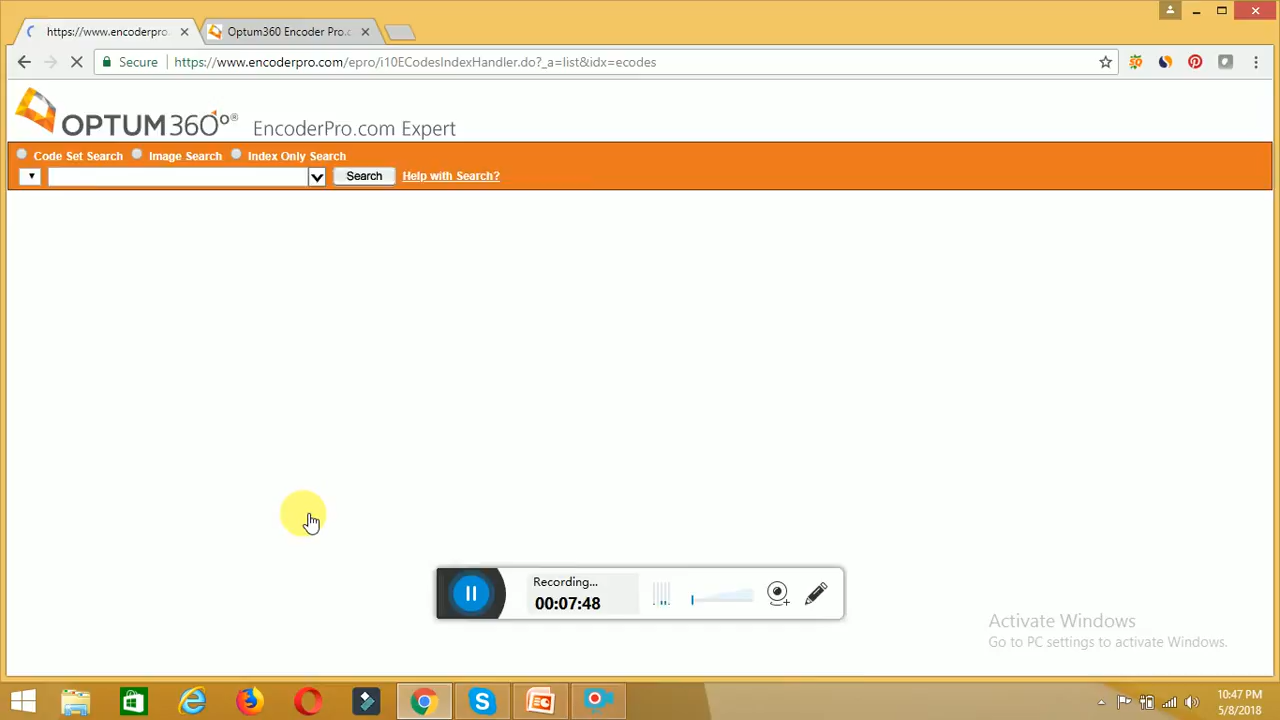 https://www.encoderpro.
Optum360 Encoder Pro.c
Secure
https://www.encoderpro.com/epro/i10ECodesIndexHandler.do?_a=list&idx=ecodes
OPTUM360° EncoderPro.com Expert
Code Set Search Image Search Index Only Search
Search Help with Search?
Recording...
00:07:48
Activate Windows
Go to PC settings to activate Windows.
10:47 PM
5/8/2018